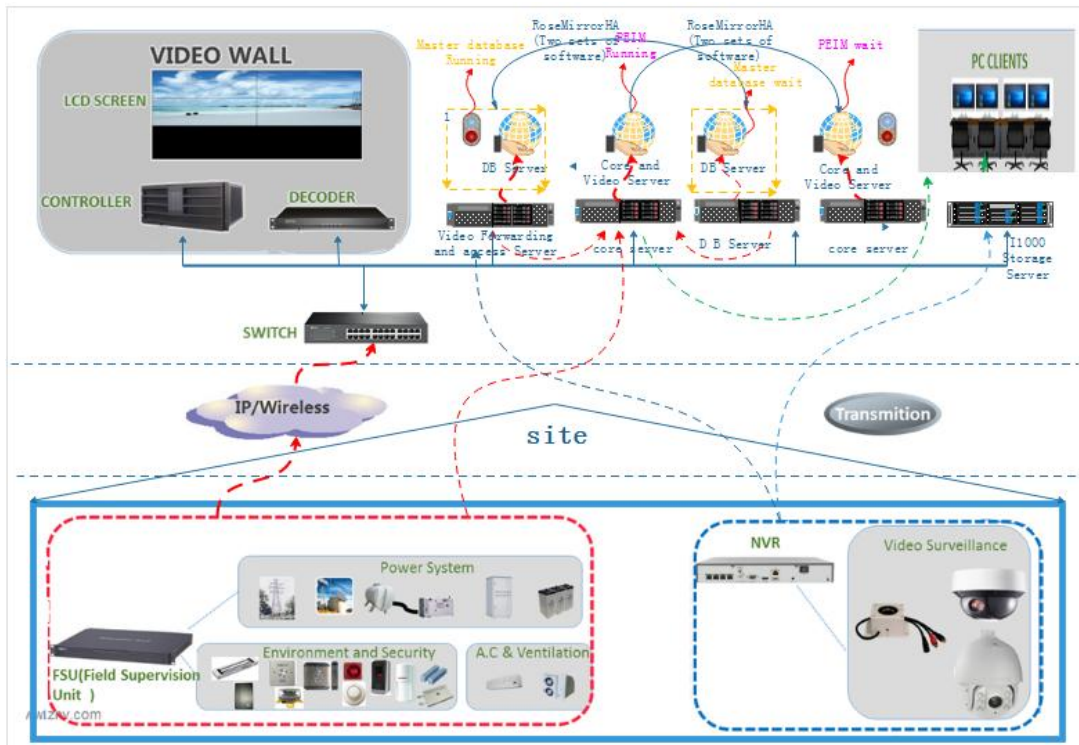 VIDEO WALL
LCD SCREEN
CONTROLLER
DECODER
RoseMirrorHA
(Two sets of
software)
Master database
Running
PEIM
Running
RoseMirrorHA
(Two sets of
software)
Master
database wait
PEIM wait
PC CLIENTS
1
DB Server
Core and
Video Server
DB Server
Core and
Video Server
Video Forwarding
and access Server
core server
D B Server
core server
I1000
Storage
Server
SWITCH
IP/Wireless
Transmition
site
Power System
Environment and Security
A.C & Ventilation
FSU(Field Supervision
Unit )
NVR
Video Surveillance